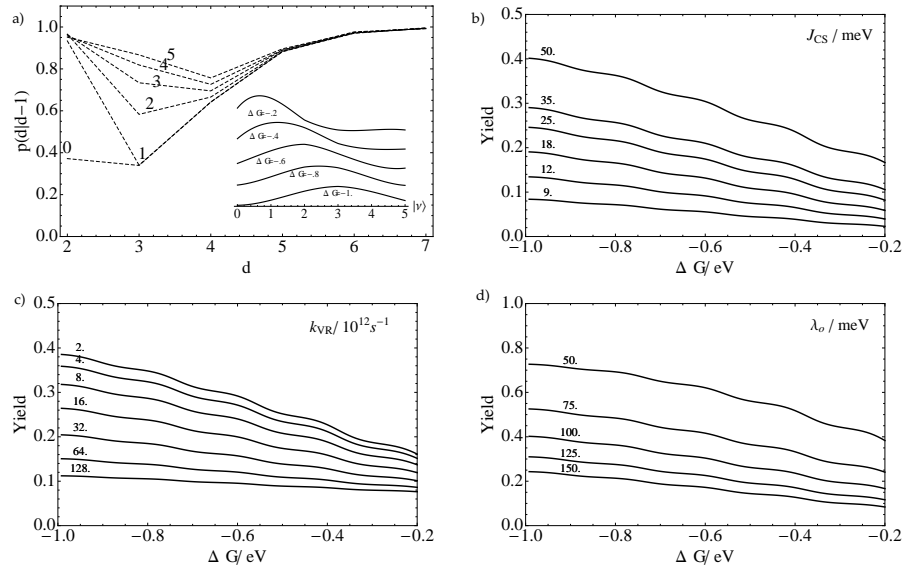 a)
1.0
0.8
0.6
0.4
0.2
0.0
p(d|d−1)
0
1
2
3
4
5
2 3 4 5 6 7
d
Δ G=−.2
Δ G=−.4
Δ G=−.6
Δ G=−.8
Δ G=−1.
0 1 2 3 4 5 |ν⟩
b)
J_CS / meV
0.5
0.4
0.3
0.2
0.1
0.0
Yield
50.
35.
25.
18.
12.
9.
−1.0 −0.8 −0.6 −0.4 −0.2
Δ G/ eV
c)
k_VR / 10^12 s^−1
0.5
0.4
0.3
0.2
0.1
0.0
Yield
2.
4.
8.
16.
32.
64.
128.
−1.0 −0.8 −0.6 −0.4 −0.2
Δ G/ eV
d)
λ_o / meV
1.0
0.8
0.6
0.4
0.2
0.0
Yield
50.
75.
100.
125.
150.
−1.0 −0.8 −0.6 −0.4 −0.2
Δ G/ eV